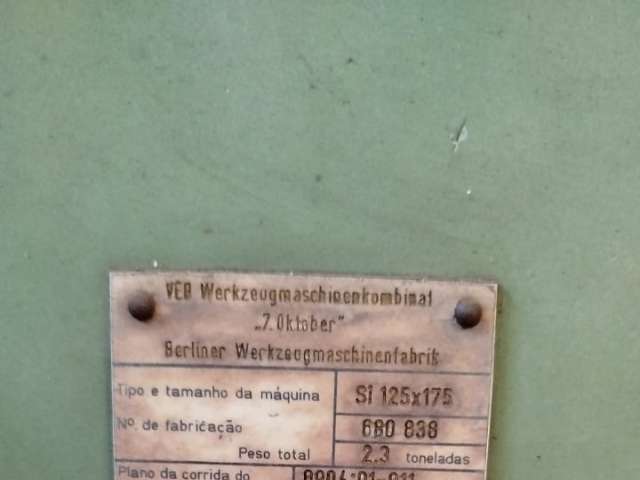 VEB Werkzeugmaschinenkombinat
„7. Oktober”
Berliner Werkzeugmaschinenfabrik
Tipo e tamanho da máquina SI 125x175
Nº. de fabricação 680 838
Peso total 2.3 toneladas
Plano da corrida do